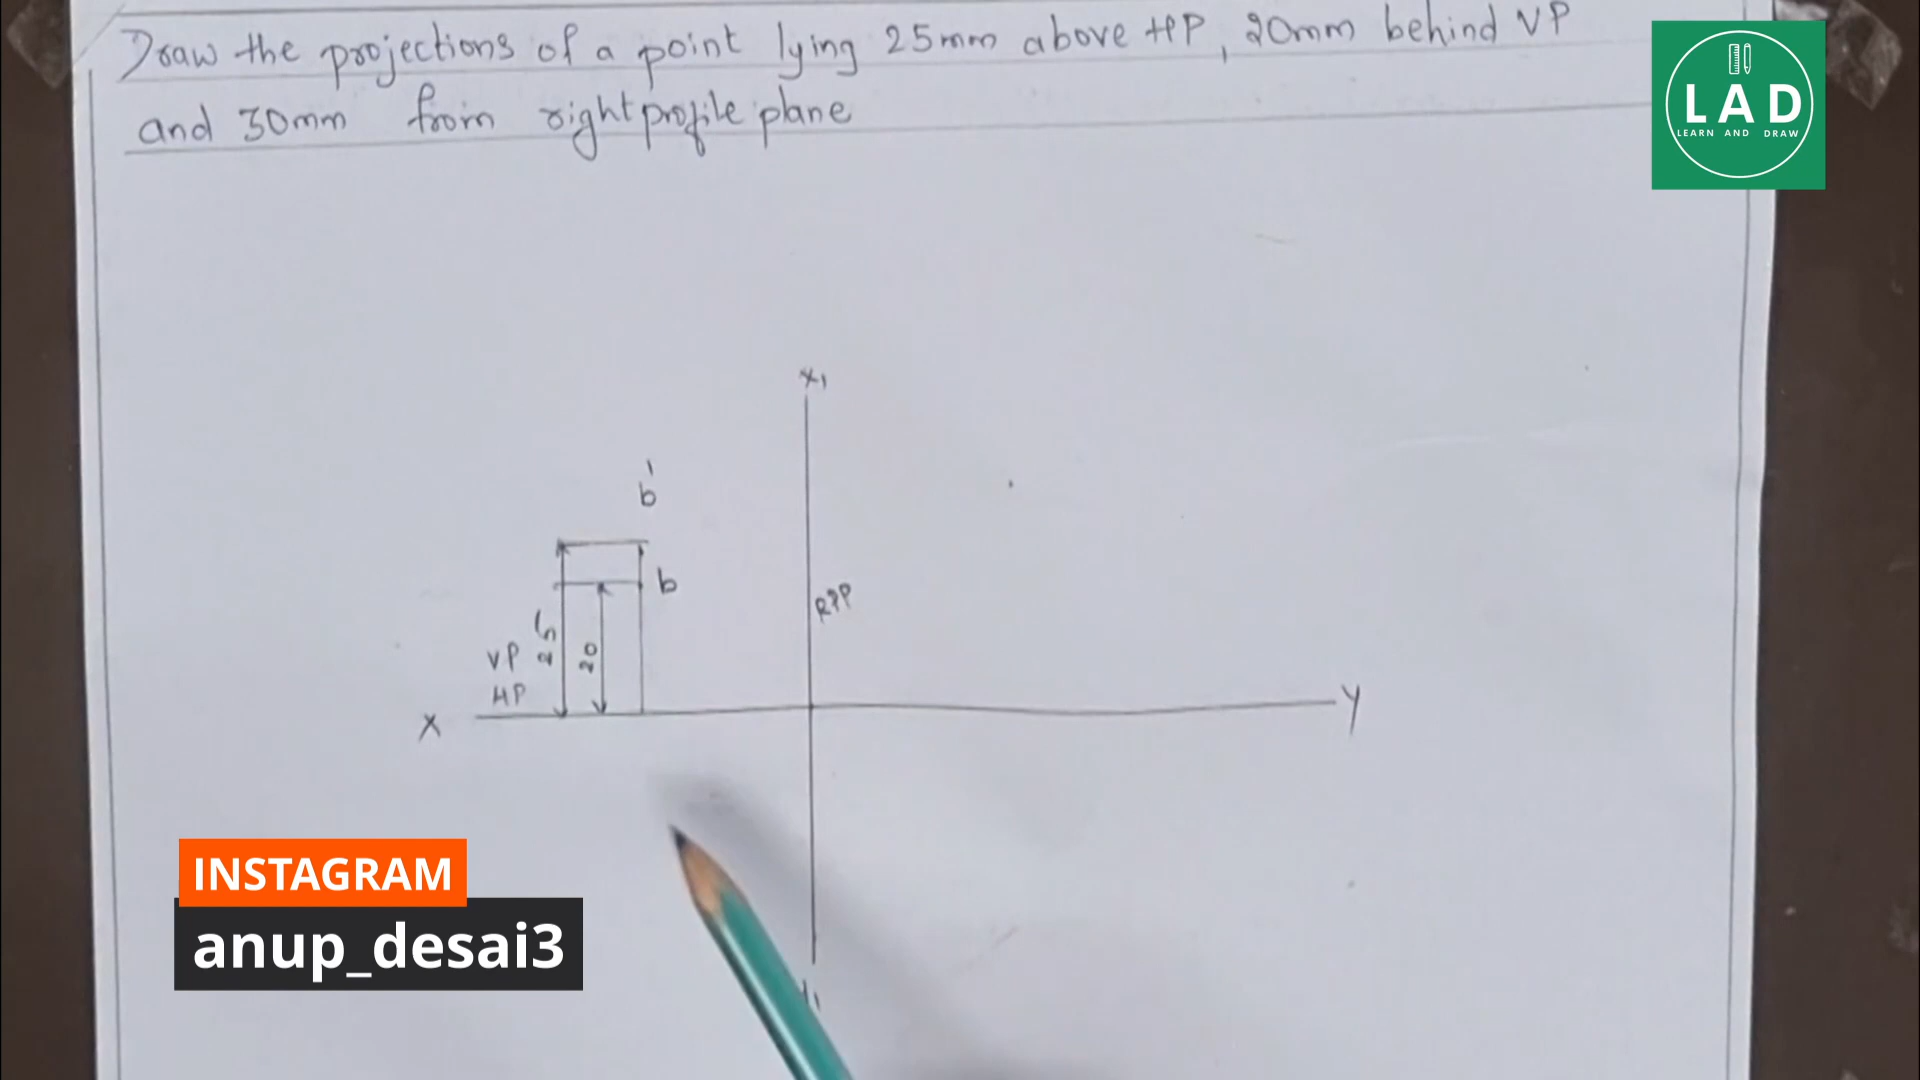 Draw the projections of a point lying 25mm above HP, 20mm behind VP
and 30mm from right profile plane
LAD
LEARN AND DRAW
X1
b'
b
RPP
25
20
VP
HP
X
Y
Y1
INSTAGRAM
anup_desai3